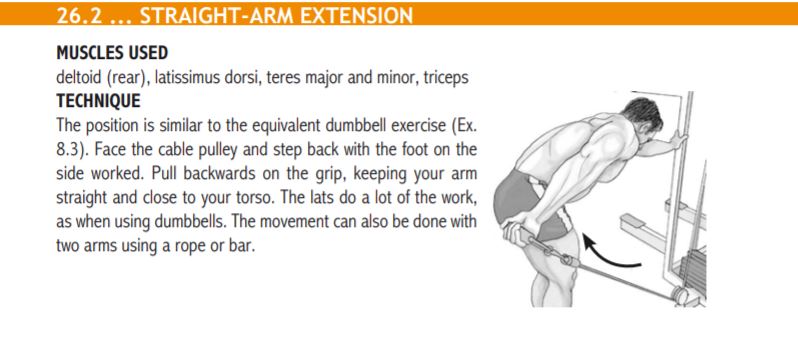 26.2 ... STRAIGHT-ARM EXTENSION
MUSCLES USED
deltoid (rear), latissimus dorsi, teres major and minor, triceps
TECHNIQUE
The position is similar to the equivalent dumbbell exercise (Ex.
8.3). Face the cable pulley and step back with the foot on the
side worked. Pull backwards on the grip, keeping your arm
straight and close to your torso. The lats do a lot of the work,
as when using dumbbells. The movement can also be done with
two arms using a rope or bar.